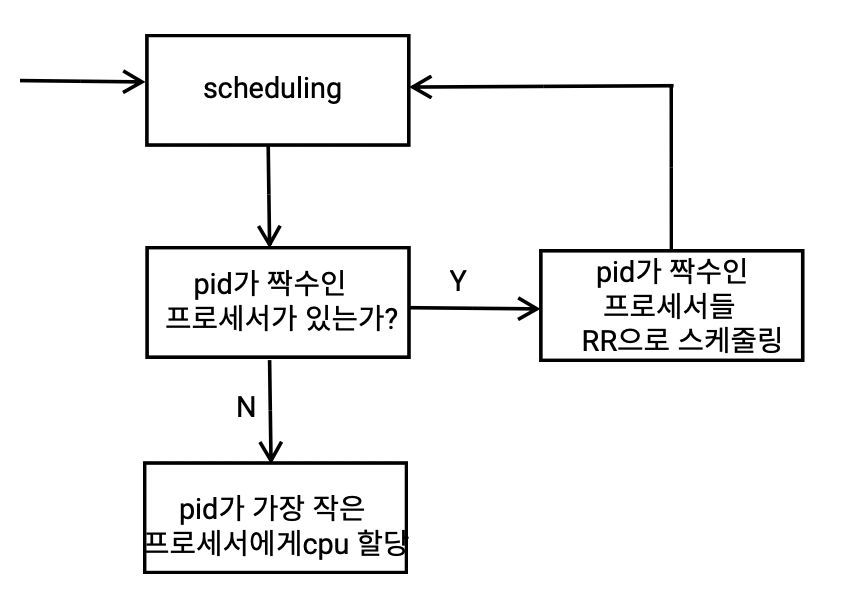 scheduling
pid가 짝수인
프로세서가 있는가?
Y
pid가 짝수인
프로세서들
RR으로 스케줄링
N
pid가 가장 작은
프로세서에게cpu 할당